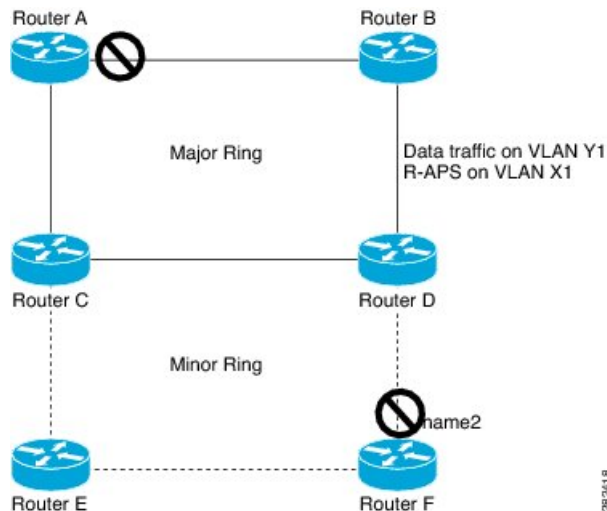 Router A
Router B
Major Ring
Data traffic on VLAN Y1
R-APS on VLAN X1
Router C
Router D
Minor Ring
name2
Router E
Router F
282418